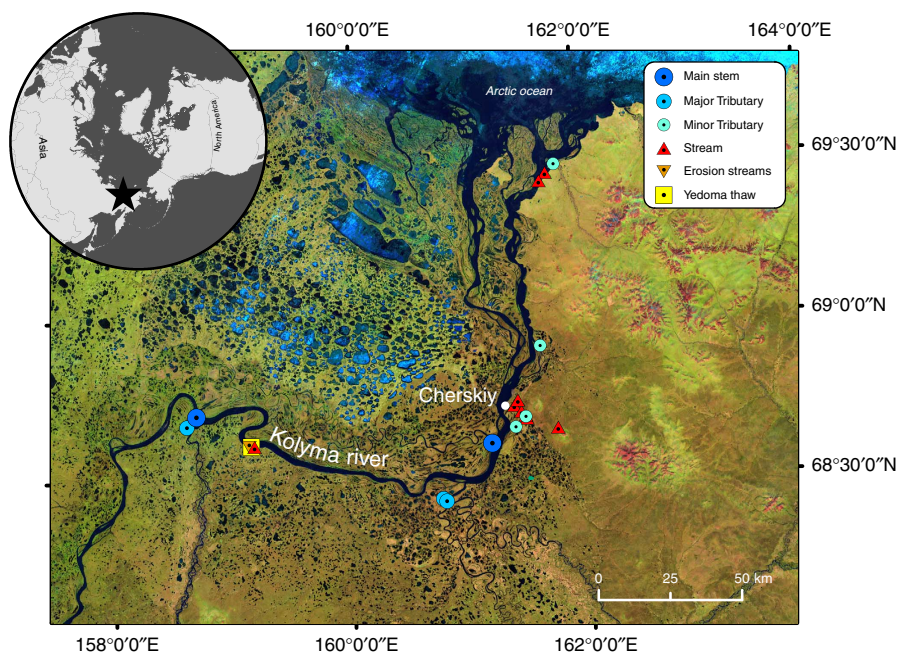 160°0′0″E
162°0′0″E
164°0′0″E
Asia
North America
Arctic ocean
Main stem
Major Tributary
Minor Tributary
Stream
Erosion streams
Yedoma thaw
69°30′0″N
69°0′0″N
Cherskiy
Kolyma river
68°30′0″N
0 25 50 km
158°0′0″E
160°0′0″E
162°0′0″E